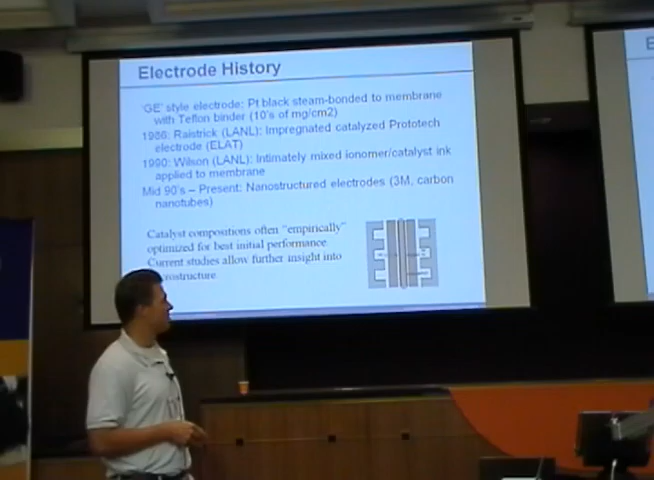 Electrode History
'GE' style electrode: Pt black steam-bonded to membrane
with Teflon binder (10's of mg/cm2)
1986: Raistrick (LANL): Impregnated catalyzed Prototech
electrode (ELAT)
1990: Wilson (LANL): Intimately mixed ionomer/catalyst ink
applied to membrane
Mid 90's – Present: Nanostructured electrodes (3M, carbon
nanotubes)
Catalyst compositions often "empirically"
optimized for best initial performance
Current studies allow further insight into
rostructure
E